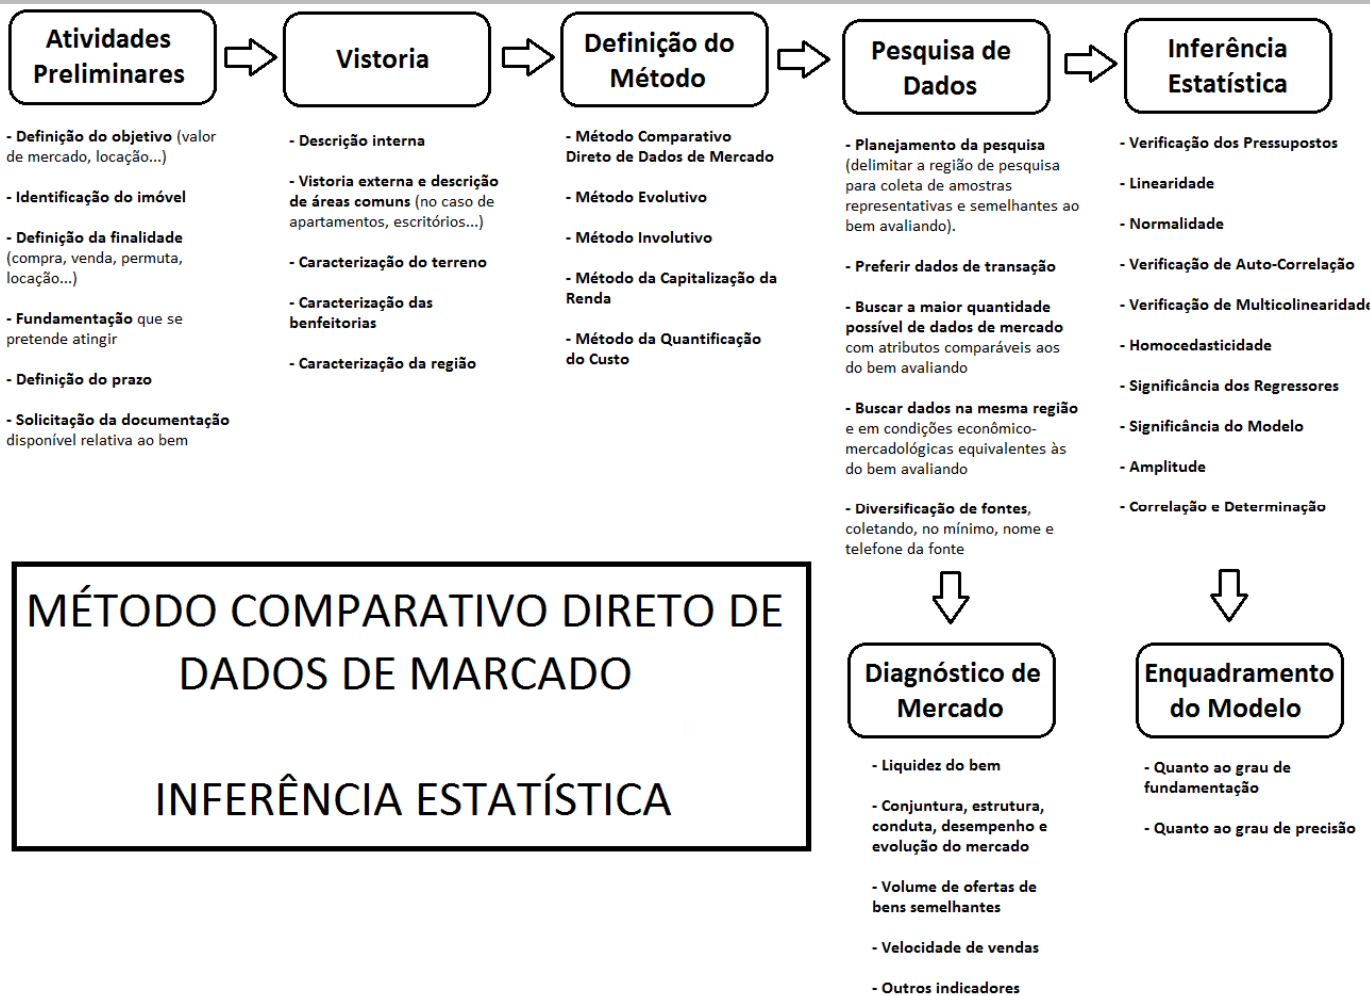 Atividades
Preliminares
- Definição do objetivo (valor
de mercado, locação...)
- Identificação do imóvel
- Definição da finalidade
(compra, venda, permuta,
locação...)
- Fundamentação que se
pretende atingir
- Definição do prazo
- Solicitação da documentação
disponível relativa ao bem
Vistoria
- Descrição interna
- Vistoria externa e descrição
de áreas comuns (no caso de
apartamentos, escritórios...)
- Caracterização do terreno
- Caracterização das
benfeitorias
- Caracterização da região
Definição do
Método
- Método Comparativo
Direto de Dados de Mercado
- Método Evolutivo
- Método Involutivo
- Método da Capitalização da
Renda
- Método da Quantificação
do Custo
Pesquisa de
Dados
- Planejamento da pesquisa
(delimitar a região de pesquisa
para coleta de amostras
representativas e semelhantes ao
bem avaliando).
- Preferir dados de transação
- Buscar a maior quantidade
possível de dados de mercado
com atributos comparáveis aos
do bem avaliando
- Buscar dados na mesma região
e em condições econômico-
mercadológicas equivalentes às
do bem avaliando
- Diversificação de fontes,
coletando, no mínimo, nome e
telefone da fonte
Inferência
Estatística
- Verificação dos Pressupostos
- Linearidade
- Normalidade
- Verificação de Auto-Correlação
- Verificação de Multicolinearidade
- Homocedasticidade
- Significância dos Regressores
- Significância do Modelo
- Amplitude
- Correlação e Determinação
MÉTODO COMPARATIVO DIRETO DE
DADOS DE MARCADO
INFERÊNCIA ESTATÍSTICA
Diagnóstico de
Mercado
- Liquidez do bem
- Conjuntura, estrutura,
conduta, desempenho e
evolução do mercado
- Volume de ofertas de
bens semelhantes
- Velocidade de vendas
- Outros indicadores
Enquadramento
do Modelo
- Quanto ao grau de
fundamentação
- Quanto ao grau de precisão